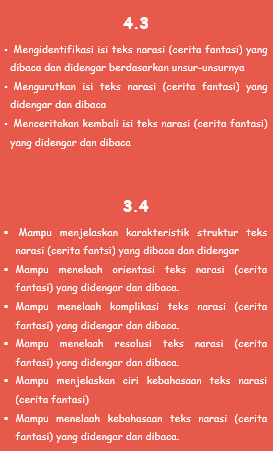 4.3
- Mengidentifikasi isi teks narasi (cerita fantasi) yang
dibaca dan didengar berdasarkan unsur-unsurnya
- Mengurutkan isi teks narasi (cerita fantasi) yang
didengar dan dibaca
- Menceritakan kembali isi teks narasi (cerita fantasi)
yang didengar dan dibaca
3.4
▪ Mampu menjelaskan karakteristik struktur teks
narasi (cerita fantsi) yang dibaca dan didengar
▪ Mampu menelaah orientasi teks narasi (cerita
fantasi) yang didengar dan dibaca.
▪ Mampu menelaah komplikasi teks narasi (cerita
fantasi) yang didengar dan dibaca.
▪ Mampu menelaah resolusi teks narasi (cerita
fantasi) yang didengar dan dibaca.
▪ Mampu menjelaskan ciri kebahasaan teks narasi
(cerita fantasi)
▪ Mampu menelaah kebahasaan teks narasi (cerita
fantasi) yang didengar dan dibaca.